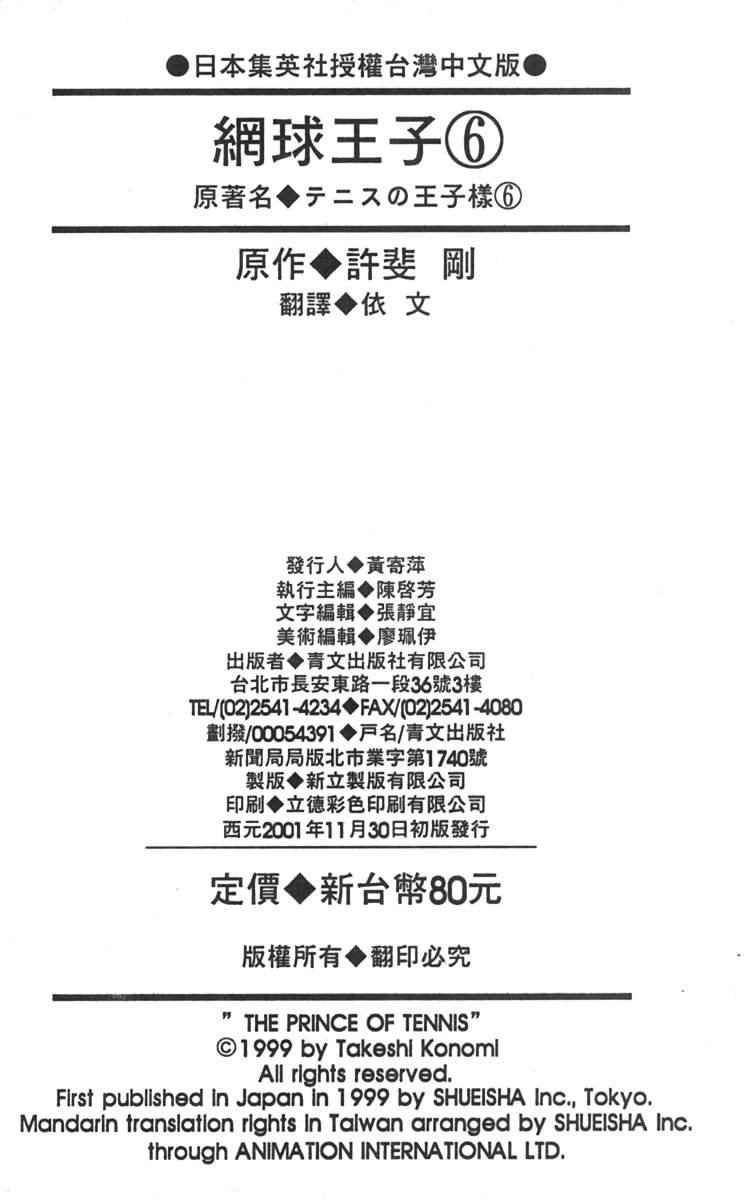 ●日本集英社授權台灣中文版●
網球王子⑥
原著名◆テニスの王子樣⑥
原作◆許斐 剛
翻譯◆依 文
發行人◆黃寄萍
執行主編◆陳啓芳
文字編輯◆張靜宜
美術編輯◆廖珮伊
出版者◆青文出版社有限公司
台北市長安東路一段36號3樓
TEL/(02)2541-4234◆FAX/(02)2541-4080
劃撥/00054391◆戶名/青文出版社
新聞局局版北市業字第1740號
製版◆新立製版有限公司
印刷◆立德彩色印刷有限公司
西元2001年11月30日初版發行
定價◆新台幣80元
版權所有◆翻印必究
” THE PRINCE OF TENNIS”
©1999 by Takeshi Konomi
All rights reserved.
First published in Japan in 1999 by SHUEISHA Inc., Tokyo.
Mandarin translation rights in Taiwan arranged by SHUEISHA Inc.
through ANIMATION INTERNATIONAL LTD.